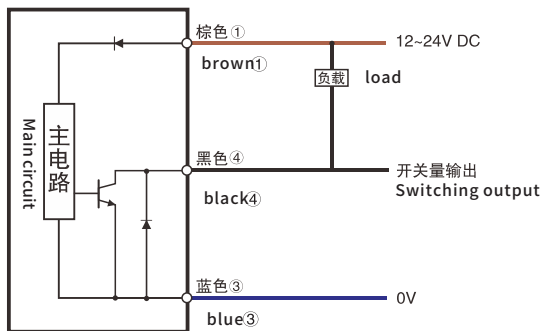 棕色①
12~24V DC
brown①
负载
load
主电路
Main circuit
黑色④
开关量输出
Switching output
black④
蓝色③
0V
blue③